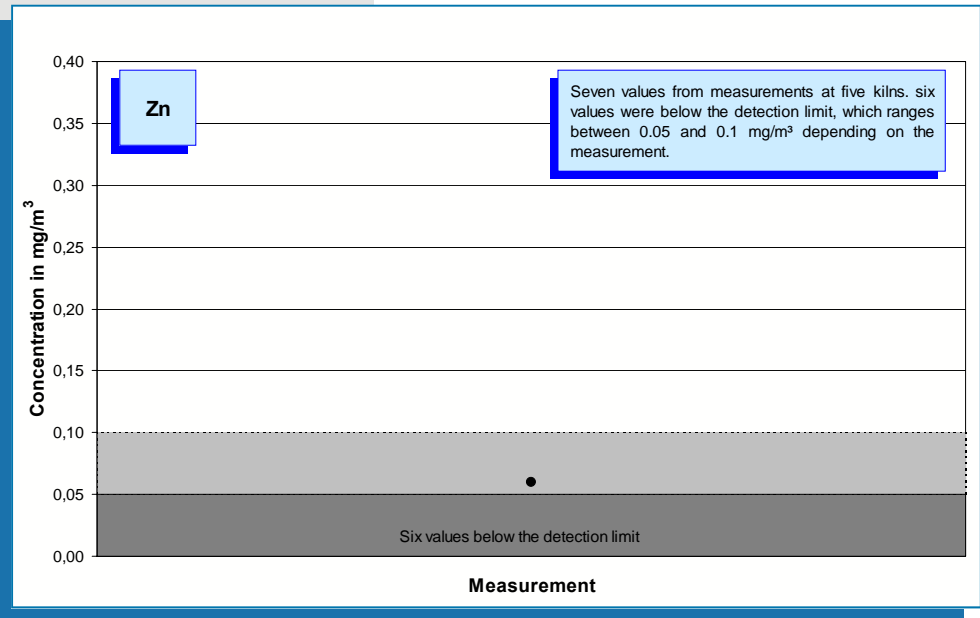 Zn
Seven values from measurements at five kilns. six
values were below the detection limit, which ranges
between 0.05 and 0.1 mg/m³ depending on the
measurement.
Concentration in mg/m³
0,40
0,35
0,30
0,25
0,20
0,15
0,10
0,05
0,00
Six values below the detection limit
Measurement